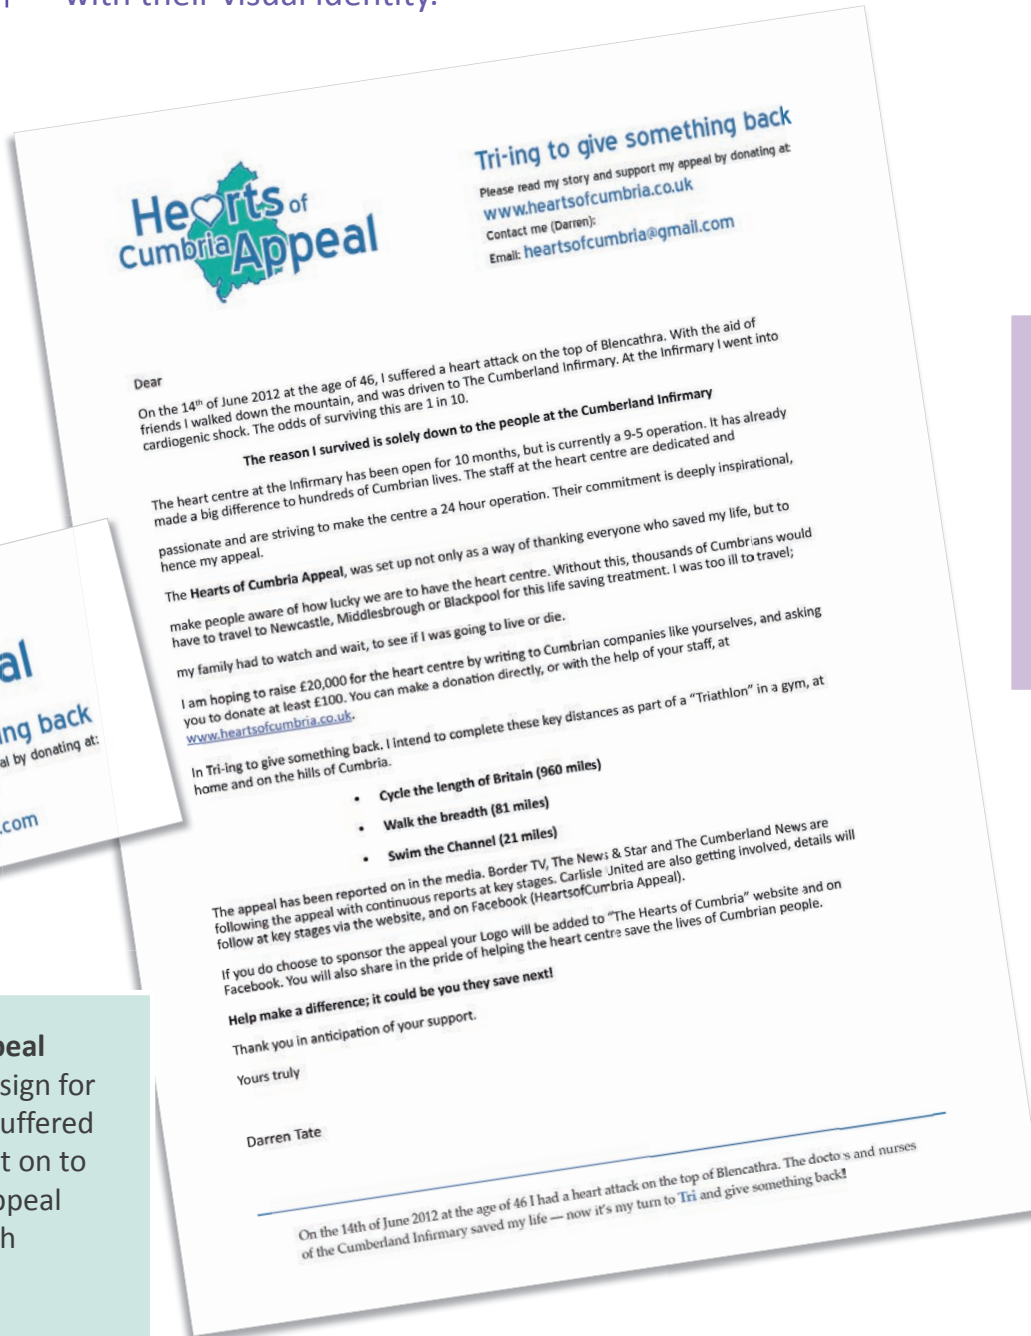 with their visual identity.
Hearts of
Cumbria Appeal
Tri-ing to give something back
Please read my story and support my appeal by donating at
www.heartsofcumbria.co.uk
Contact me (Darren):
Email: heartsofcumbria@gmail.com
Dear
On the 14th of June 2012 at the age of 46, I suffered a heart attack on the top of Blencathra. With the aid of
friends I walked down the mountain, and was driven to The Cumberland Infirmary. At the Infirmary I went into
cardiogenic shock. The odds of surviving this are 1 in 10.
The reason I survived is solely down to the people at the Cumberland Infirmary
The heart centre at the Infirmary has been open for 10 months, but is currently a 9-5 operation. It has already
made a big difference to hundreds of Cumbrian lives. The staff at the heart centre are dedicated and
passionate and are striving to make the centre a 24 hour operation. Their commitment is deeply inspirational,
hence my appeal.
The Hearts of Cumbria Appeal, was set up not only as a way of thanking everyone who saved my life, but to
make people aware of how lucky we are to have the heart centre. Without this, thousands of Cumbrians would
have to travel to Newcastle, Middlesbrough or Blackpool for this life saving treatment. I was too ill to travel;
my family had to watch and wait, to see if I was going to live or die.
I am hoping to raise £20,000 for the heart centre by writing to Cumbrian companies like yourselves, and asking
you to donate at least £100. You can make a donation directly, or with the help of your staff, at
www.heartsofcumbria.co.uk.
In Tri-ing to give something back. I intend to complete these key distances as part of a “Triathlon” in a gym, at
home and on the hills of Cumbria.
• Cycle the length of Britain (960 miles)
• Walk the breadth (81 miles)
• Swim the Channel (21 miles)
The appeal has been reported on in the media. Border TV, The News & Star and The Cumberland News are
following the appeal with continuous reports at key stages. Carlisle United are also getting involved, details will
follow at key stages via the website, and on Facebook (HeartsofCumbria Appeal).
If you do choose to sponsor the appeal your Logo will be added to “The Hearts of Cumbria” website and on
Facebook. You will also share in the pride of helping the heart centre save the lives of Cumbrian people.
Help make a difference; it could be you they save next!
Thank you in anticipation of your support.
Yours truly
Darren Tate
On the 14th of June 2012 at the age of 46 I had a heart attack on the top of Blencathra. The doctors and nurses
of the Cumberland Infirmary saved my life — now it's my turn to Tri and give something back!
al
ing back
al by donating at:
.com
peal
sign for
uffered
t on to
ppeal
h